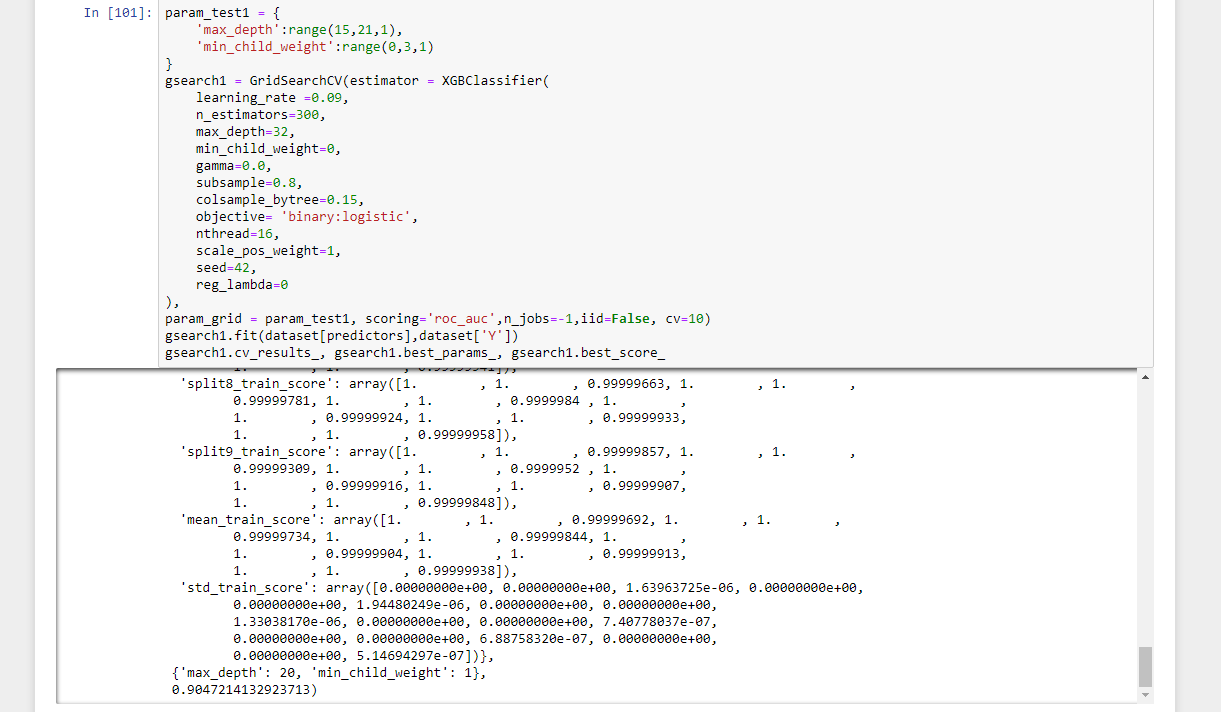 In [101]: param_test1 = {
'max_depth':range(15,21,1),
'min_child_weight':range(0,3,1)
}
gsearch1 = GridSearchCV(estimator = XGBClassifier(
learning_rate =0.09,
n_estimators=300,
max_depth=32,
min_child_weight=0,
gamma=0.0,
subsample=0.8,
colsample_bytree=0.15,
objective= 'binary:logistic',
nthread=16,
scale_pos_weight=1,
seed=42,
reg_lambda=0
),
param_grid = param_test1, scoring='roc_auc',n_jobs=-1,iid=False, cv=10)
gsearch1.fit(dataset[predictors],dataset['Y'])
gsearch1.cv_results_, gsearch1.best_params_, gsearch1.best_score_
'split8_train_score': array([1. , 1. , 0.99999663, 1. , 1. ,
0.99999781, 1. , 1. , 0.9999984 , 1. ,
1. , 0.99999924, 1. , 1. , 0.99999933,
1. , 1. , 0.99999958]),
'split9_train_score': array([1. , 1. , 0.99999857, 1. , 1. ,
0.99999309, 1. , 1. , 0.9999952 , 1. ,
1. , 0.99999916, 1. , 1. , 0.99999907,
1. , 1. , 0.99999848]),
'mean_train_score': array([1. , 1. , 0.99999692, 1. , 1. ,
0.99999734, 1. , 1. , 0.99999844, 1. ,
1. , 0.99999904, 1. , 1. , 0.99999913,
1. , 1. , 0.99999938]),
'std_train_score': array([0.00000000e+00, 0.00000000e+00, 1.63963725e-06, 0.00000000e+00,
0.00000000e+00, 1.94480249e-06, 0.00000000e+00, 0.00000000e+00,
1.33038170e-06, 0.00000000e+00, 0.00000000e+00, 7.40778037e-07,
0.00000000e+00, 0.00000000e+00, 6.88758320e-07, 0.00000000e+00,
0.00000000e+00, 5.14694297e-07])},
{'max_depth': 20, 'min_child_weight': 1},
0.9047214132923713)